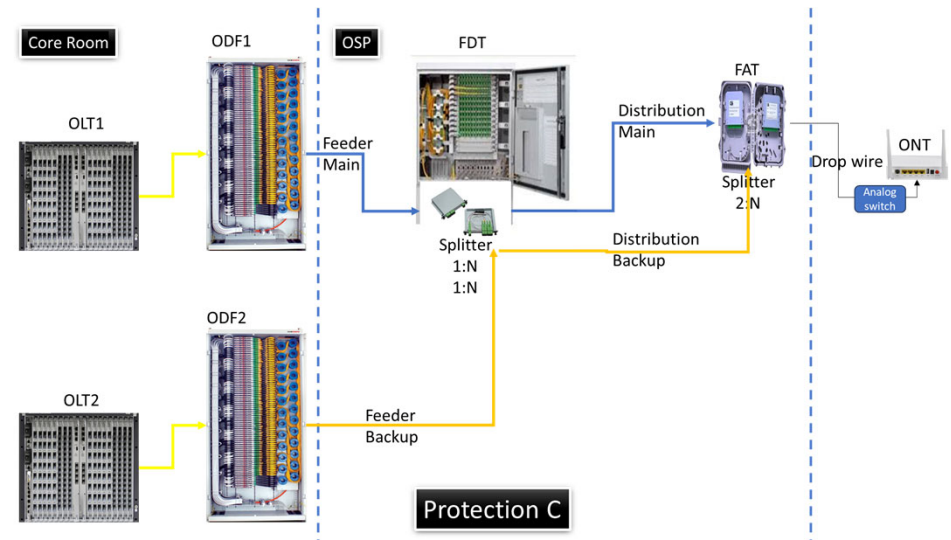 Core Room
ODF1
OSP
FDT
FAT
OLT1
Feeder
Main
Distribution
Main
Drop wire
ONT
Analog
switch
Splitter
2:N
Splitter
1:N
1:N
Distribution
Backup
ODF2
OLT2
Feeder
Backup
Protection C